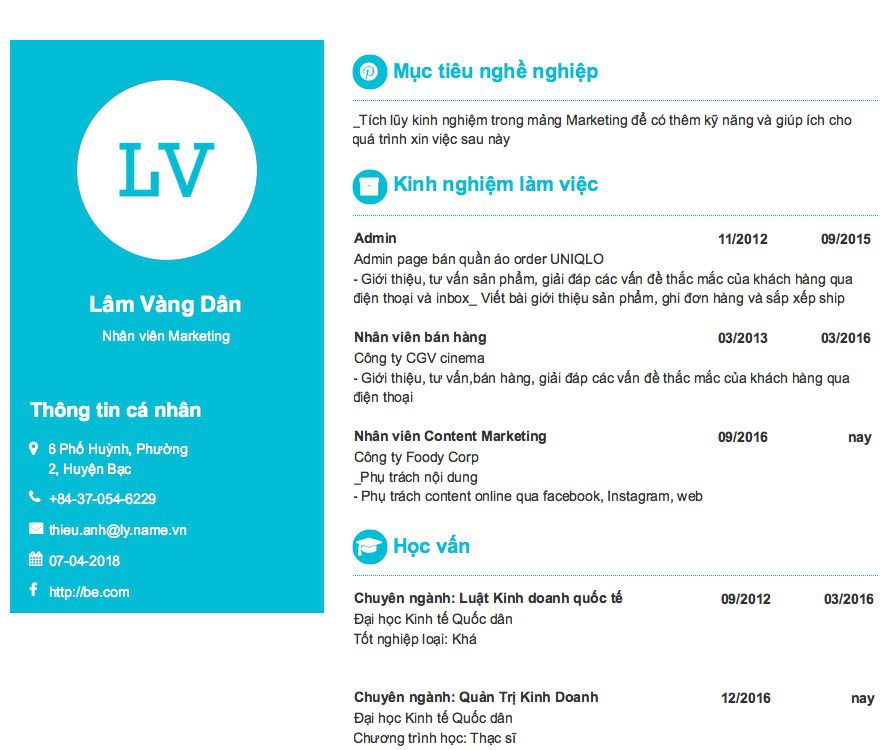 LV
Lâm Vàng Dân
Nhân viên Marketing
Thông tin cá nhân
6 Phố Huỳnh, Phường
2, Huyện Bạc
+84-37-054-6229
thieu.anh@ly.name.vn
07-04-2018
http://be.com
Mục tiêu nghề nghiệp
_Tích lũy kinh nghiệm trong mảng Marketing để có thêm kỹ năng và giúp ích cho
quá trình xin việc sau này
Kinh nghiệm làm việc
Admin 11/2012 09/2015
Admin page bán quần áo order UNIQLO
- Giới thiệu, tư vấn sản phẩm, giải đáp các vấn đề thắc mắc của khách hàng qua
điện thoại và inbox_ Viết bài giới thiệu sản phẩm, ghi đơn hàng và sắp xếp ship
Nhân viên bán hàng 03/2013 03/2016
Công ty CGV cinema
- Giới thiệu, tư vấn,bán hàng, giải đáp các vấn đề thắc mắc của khách hàng qua
điện thoại
Nhân viên Content Marketing 09/2016 nay
Công ty Foody Corp
_Phụ trách nội dung
- Phụ trách content online qua facebook, Instagram, web
Học vấn
Chuyên ngành: Luật Kinh doanh quốc tế 09/2012 03/2016
Đại học Kinh tế Quốc dân
Tốt nghiệp loại: Khá
Chuyên ngành: Quản Trị Kinh Doanh 12/2016 nay
Đại học Kinh tế Quốc dân
Chương trình học: Thạc sĩ